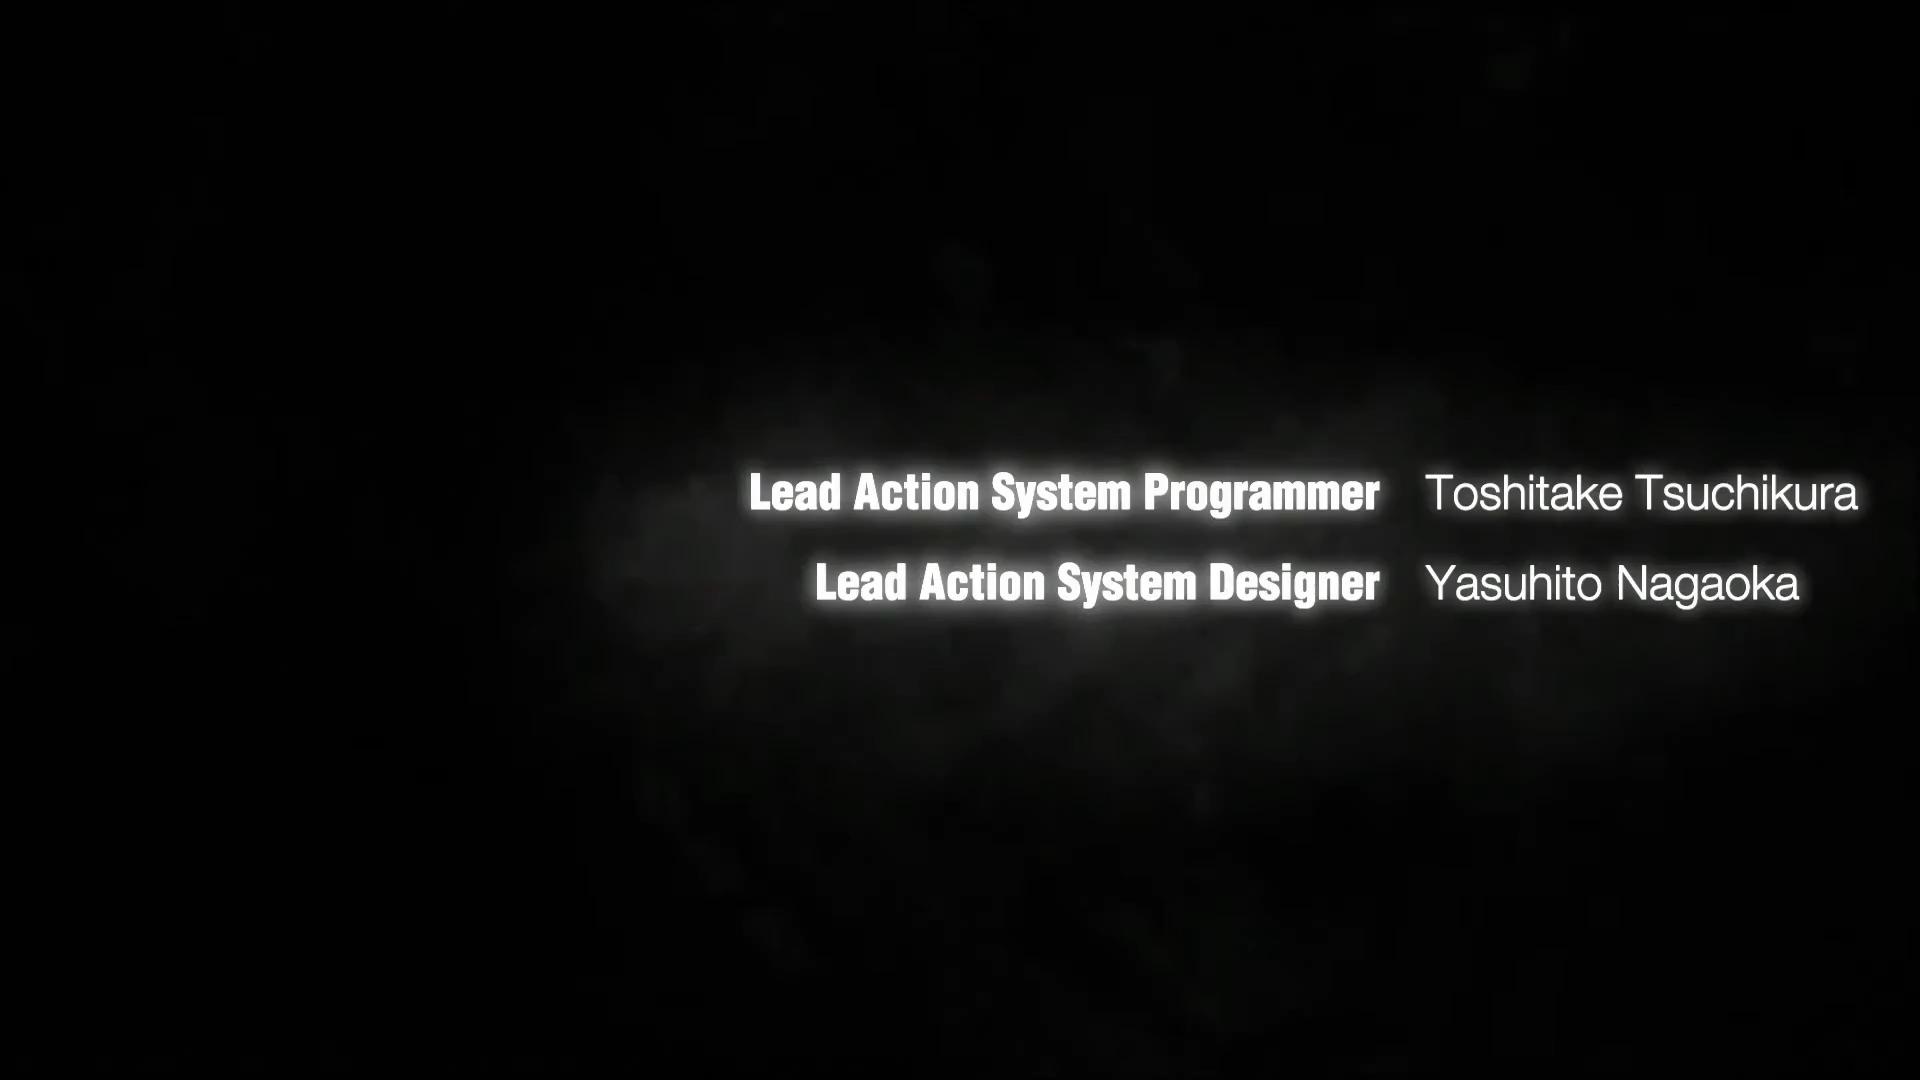 Lead Action System Programmer Toshitake Tsuchikura
Lead Action System Designer Yasuhito Nagaoka